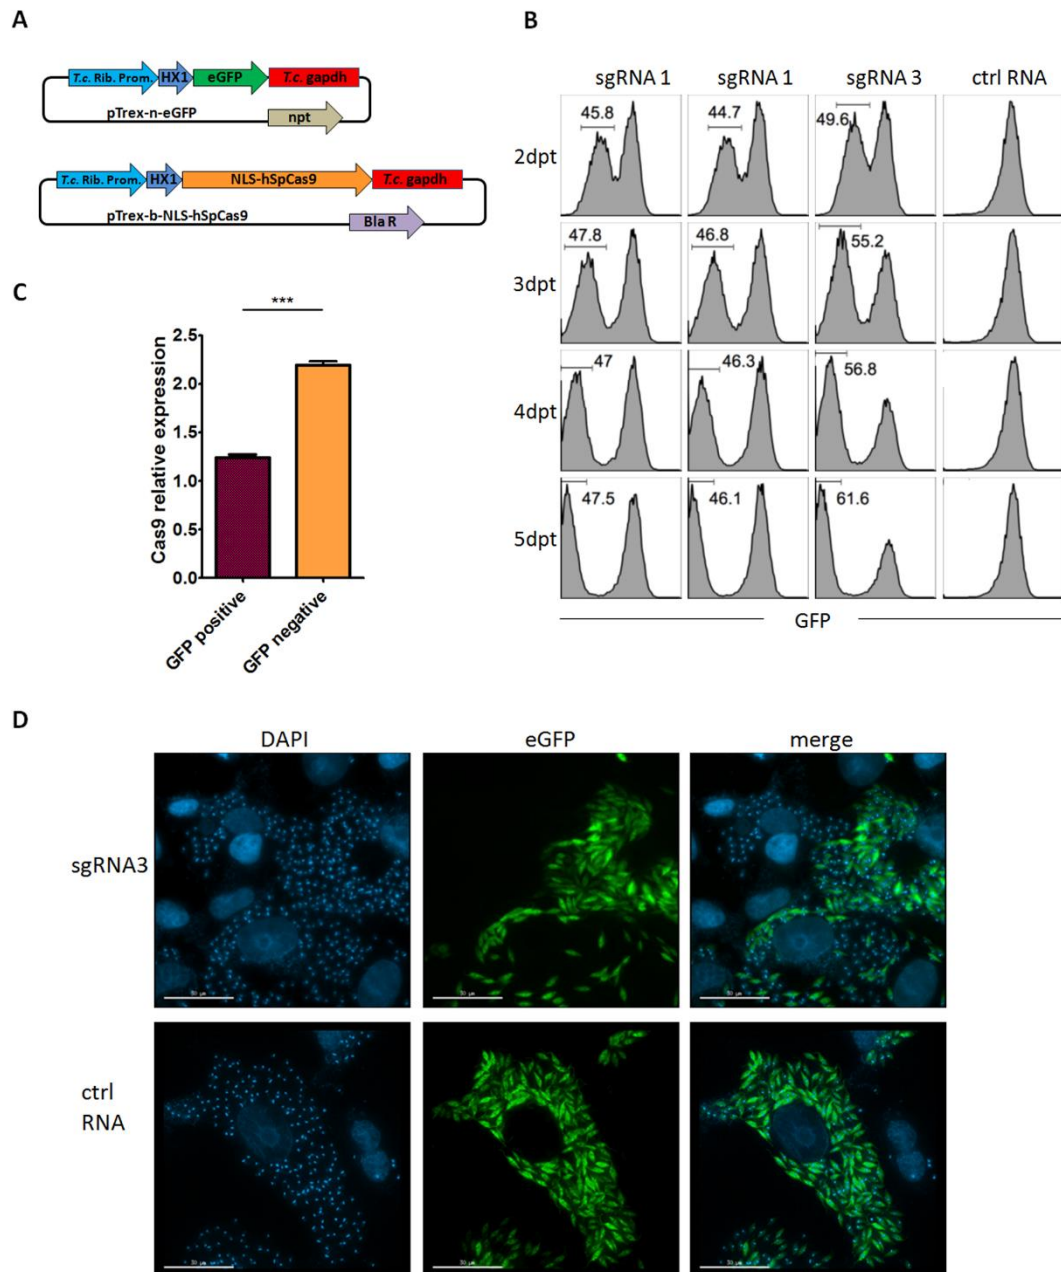 A
T.c. Rib. Prom. HX1 eGFP T.c. gapdh
pTrex-n-eGFP npt
T.c. Rib. Prom. HX1 NLS-hSpCas9 T.c. gapdh
pTrex-b-NLS-hSpCas9 Bla R
B
sgRNA 1 sgRNA 1 sgRNA 3 ctrl RNA
2dpt 45.8 44.7 49.6
3dpt 47.8 46.8 55.2
4dpt 47 46.3 56.8
5dpt 47.5 46.1 61.6
GFP
C
***
Cas9 relative expression
2.5
2.0
1.5
1.0
0.5
0.0
GFP positive
GFP negative
D
DAPI eGFP merge
sgRNA3
ctrl
RNA